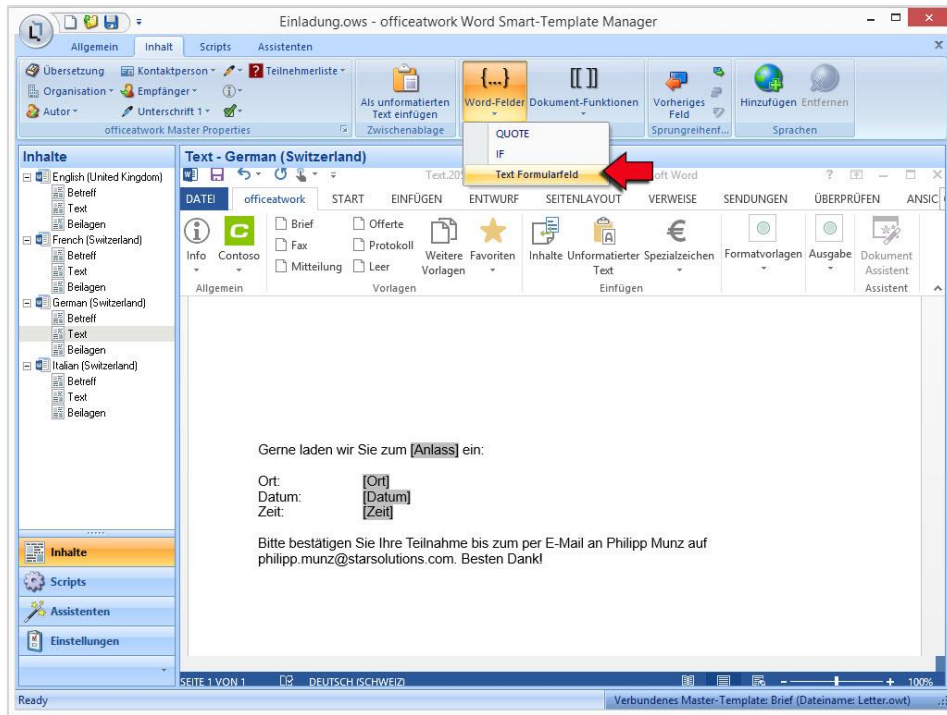 Einladung.ows - officeatwork Word Smart-Template Manager
Allgemein Inhalt Scripts Assistenten
Übersetzung Kontaktperson Teilnehmerliste
Organisation Empfänger
Autor Unterschrift 1
officeatwork Master Properties
Als unformatierten
Text einfügen
Zwischenablage
{...}
Word-Felder
[[ ]]
Dokument-Funktionen
Vorheriges
Feld
Sprungreihenf...
Hinzufügen Entfernen
Sprachen
QUOTE
IF
Text Formularfeld
Inhalte
English (United Kingdom)
Betreff
Text
Beilagen
French (Switzerland)
Betreff
Text
Beilagen
German (Switzerland)
Betreff
Text
Beilagen
Italian (Switzerland)
Betreff
Text
Beilagen
Inhalte
Scripts
Assistenten
Einstellungen
Text - German (Switzerland)
Text.20 oft Word
DATEI officeatwork START EINFÜGEN ENTWURF SEITENLAYOUT VERWEISE SENDUNGEN ÜBERPRÜFEN ANSIC
Info
Contoso
Allgemein
Brief Offerte
Fax Protokoll
Mitteilung Leer
Weitere
Vorlagen
Favoriten
Vorlagen
Inhalte
Unformatierter
Text
€
Spezialzeichen
Einfügen
Formatvorlagen
Ausgabe
Dokument
Assistent
Assistent
Gerne laden wir Sie zum [Anlass] ein:
Ort: [Ort]
Datum: [Datum]
Zeit: [Zeit]
Bitte bestätigen Sie Ihre Teilnahme bis zum per E-Mail an Philipp Munz auf
philipp.munz@starsolutions.com. Besten Dank!
SEITE 1 VON 1 DEUTSCH (SCHWEIZ) 100%
Ready Verbundenes Master-Template: Brief (Dateiname: Letter.owt)